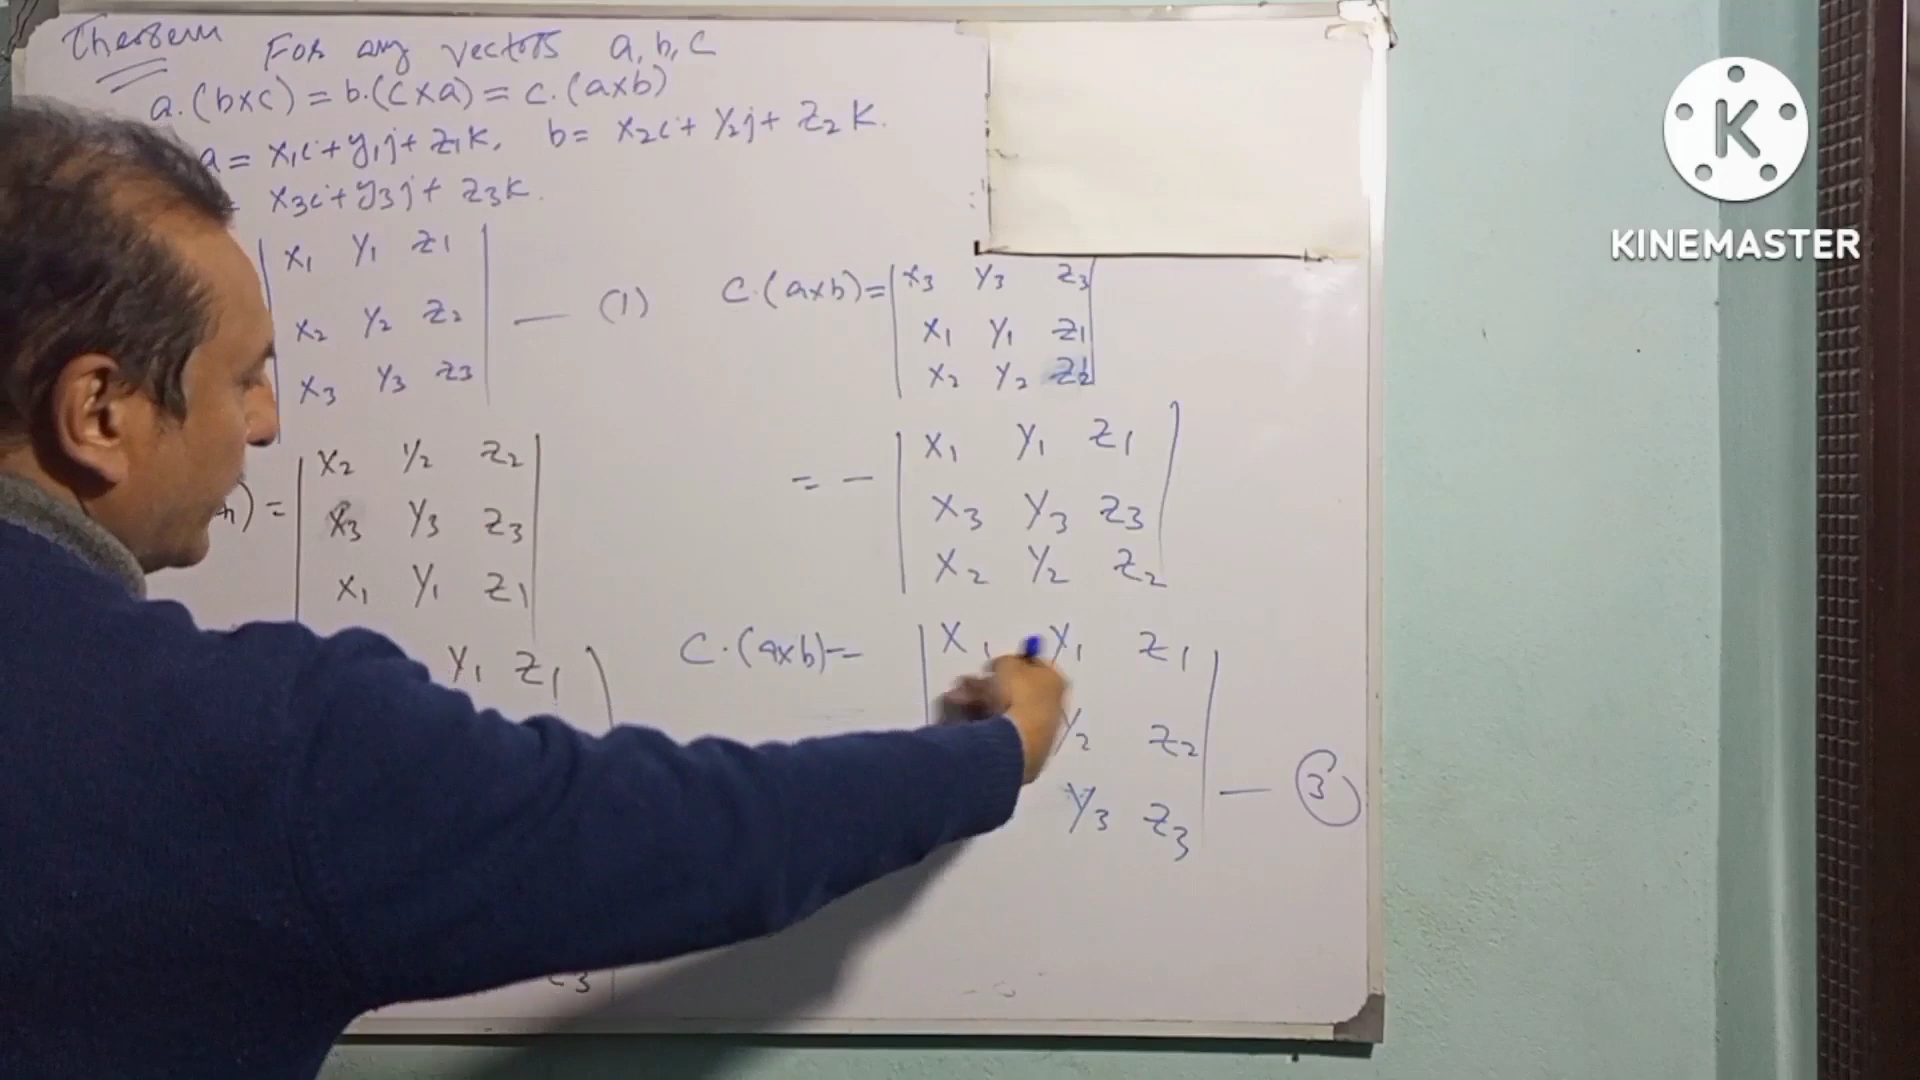 Theorem For any vectors a, b, c
a.(b×c) = b.(c×a) = c.(a×b)
a = x1i + y1j + z1k, b = x2i + y2j + z2k.
= x3i + y3j + z3k.
x1 y1 z1
x2 y2 z2 — (1)
x3 y3 z3
x2 y2 z2
) = x3 y3 z3
x1 y1 z1
y1 z1
3
c.(a×b) = x3 y3 z3
x1 y1 z1
x2 y2 z2
= - x1 y1 z1
x3 y3 z3
x2 y2 z2
c.(a×b) = x1 y1 z1
y2 z2
y3 z3 — 3
K
KINEMASTER